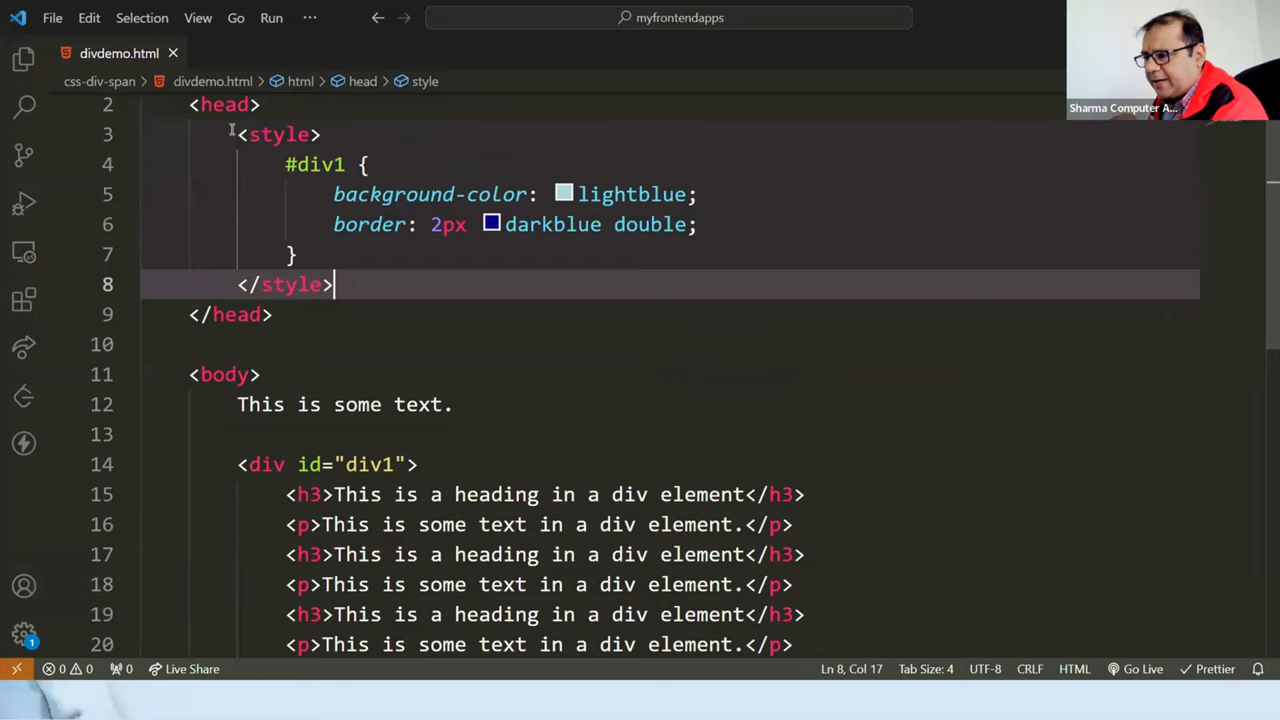 File Edit Selection View Go Run ··· myfrontendapps
divdemo.html
css-div-span > divdemo.html > html > head > style
Sharma Computer A...
2 <head>
3 <style>
4 #div1 {
5 background-color: lightblue;
6 border: 2px darkblue double;
7 }
8 </style>
9 </head>
10
11 <body>
12 This is some text.
13
14 <div id="div1">
15 <h3>This is a heading in a div element</h3>
16 <p>This is some text in a div element.</p>
17 <h3>This is a heading in a div element</h3>
18 <p>This is some text in a div element.</p>
19 <h3>This is a heading in a div element</h3>
20 <p>This is some text in a div element.</p>
1
0 0 0 Live Share Ln 8, Col 17 Tab Size: 4 UTF-8 CRLF HTML Go Live Prettier